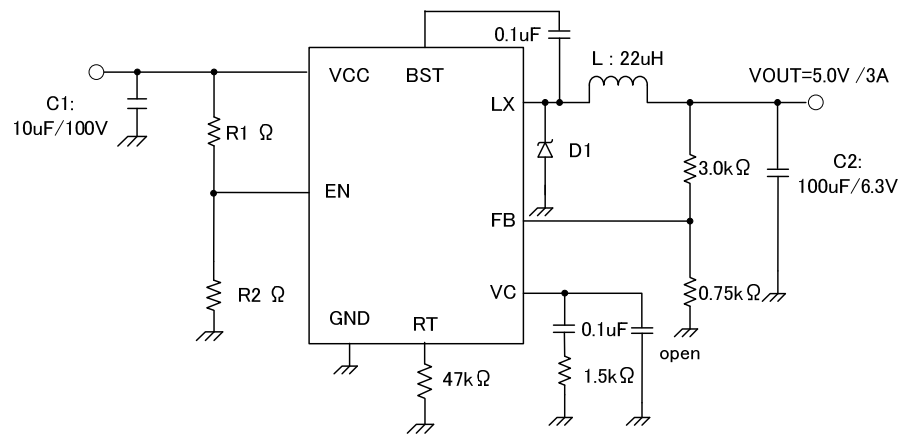 0.1uF
L : 22uH
VCC
BST
VOUT=5.0V /3A
C1:
10uF/100V
LX
R1 Ω
D1
3.0kΩ
C2:
100uF/6.3V
EN
FB
R2 Ω
VC
0.75kΩ
GND
RT
0.1uF
open
47kΩ
1.5kΩ